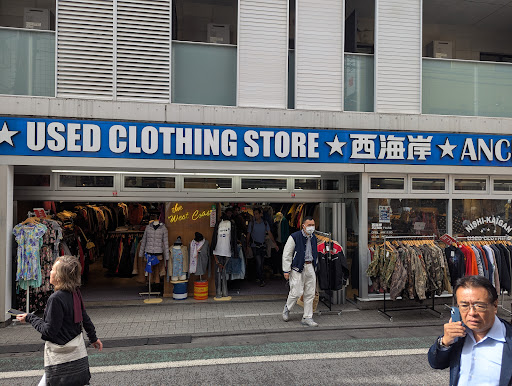 ★ USED CLOTHING STORE ★ 西海岸 ★ ANC
the
West Coast
NISHI-KAIGAN